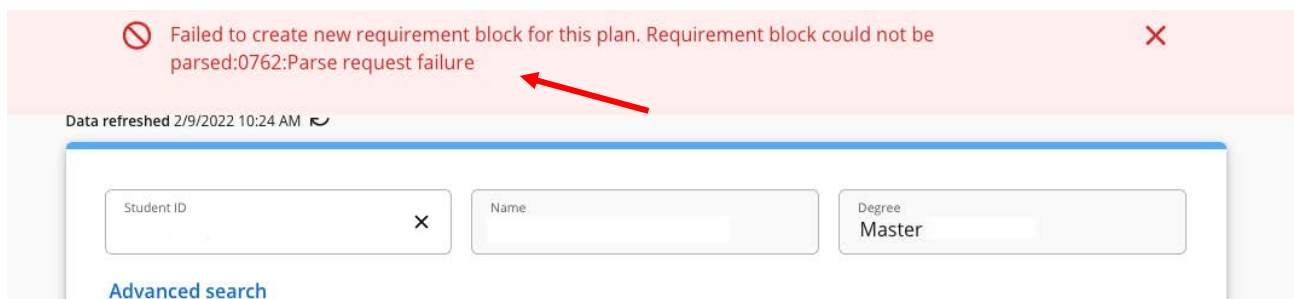 Failed to create new requirement block for this plan. Requirement block could not be
parsed:0762:Parse request failure
Data refreshed 2/9/2022 10:24 AM
Student ID
Name
Degree
Master
Advanced search